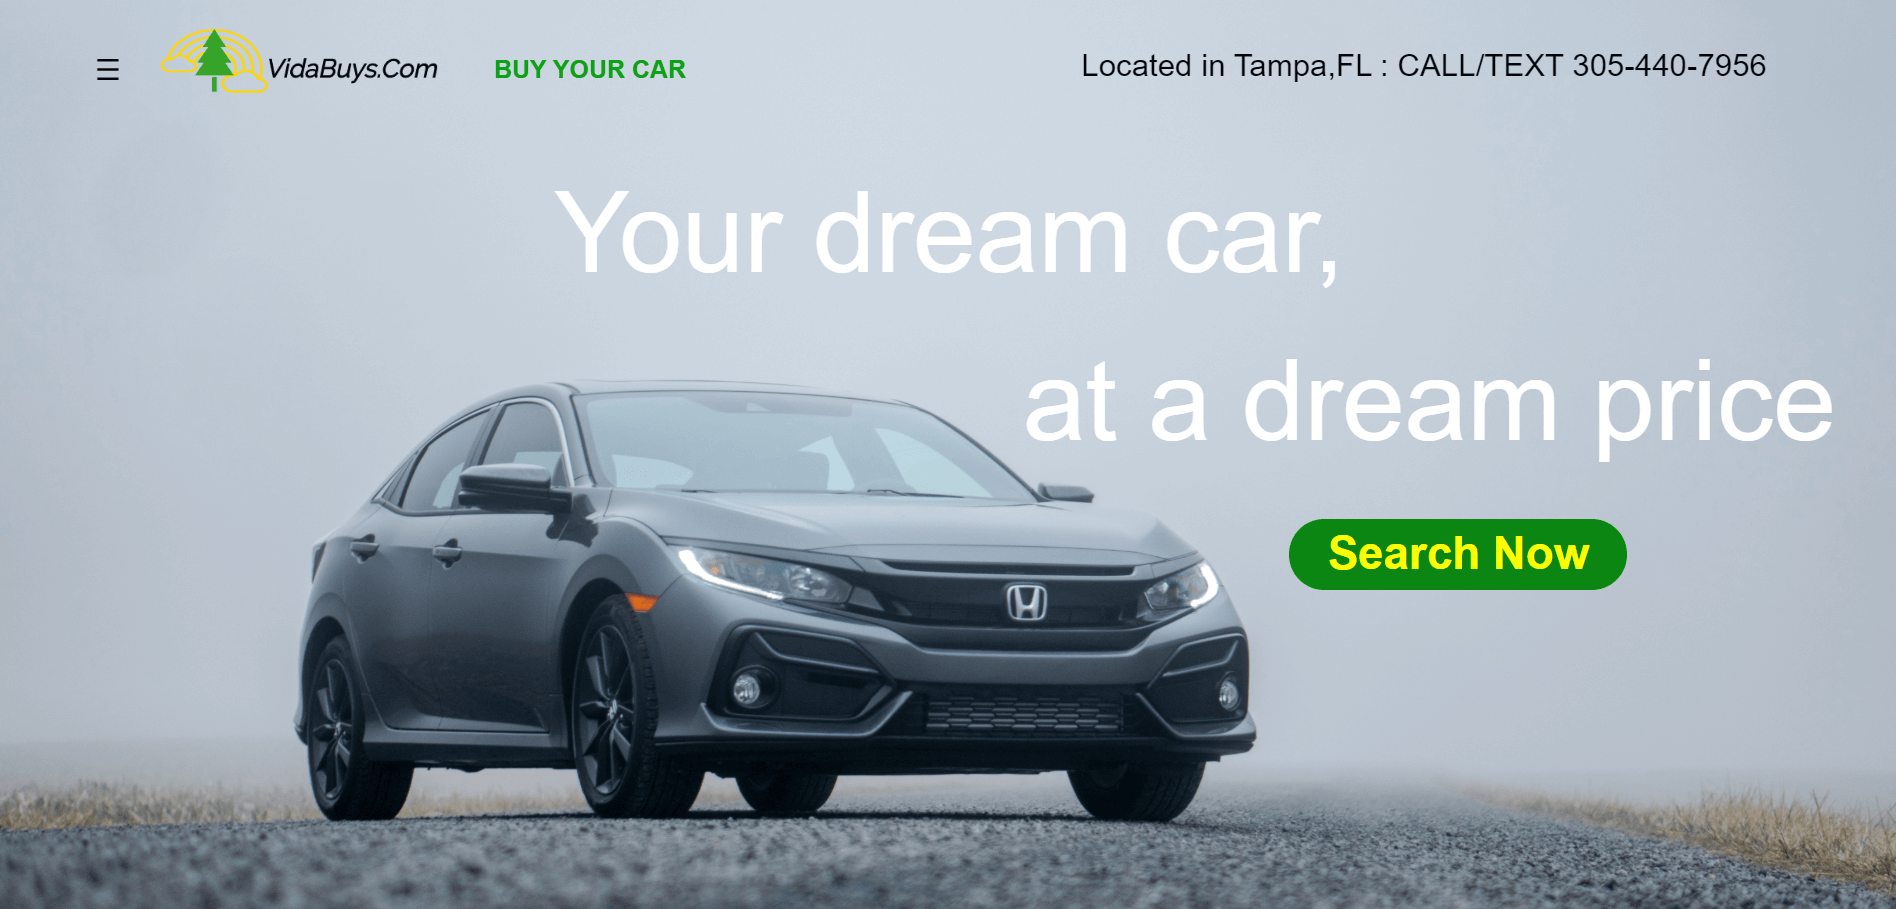 VidaBuys.Com
BUY YOUR CAR
Located in Tampa,FL : CALL/TEXT 305-440-7956
Your dream car,
at a dream price
Search Now